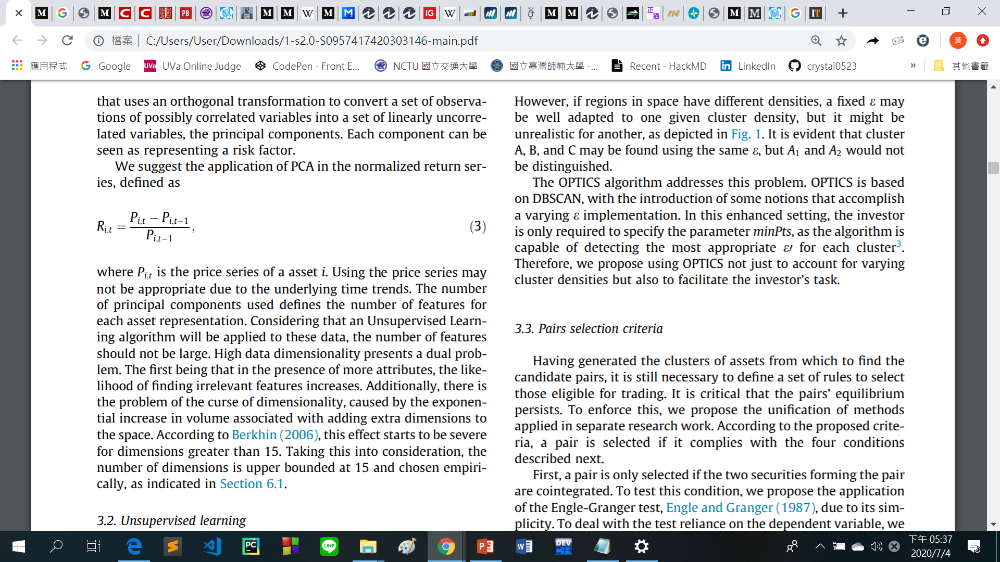 檔案 C:/Users/User/Downloads/1-s2.0-S0957417420303146-main.pdf
黃
應用程式 Google UVa Online Judge CodePen - Front E... NCTU 國立交通大學 國立臺灣師範大學 -... Recent - HackMD LinkedIn crystal0523 » 其他書籤
that uses an orthogonal transformation to convert a set of observa-
tions of possibly correlated variables into a set of linearly uncorre-
lated variables, the principal components. Each component can be
seen as representing a risk factor.
We suggest the application of PCA in the normalized return ser-
ies, defined as
R_{i,t} = \frac{P_{i,t} − P_{i,t−1}}{P_{i,t−1}}, (3)
where P_{i,t} is the price series of a asset i. Using the price series may
not be appropriate due to the underlying time trends. The number
of principal components used defines the number of features for
each asset representation. Considering that an Unsupervised Learn-
ing algorithm will be applied to these data, the number of features
should not be large. High data dimensionality presents a dual prob-
lem. The first being that in the presence of more attributes, the like-
lihood of finding irrelevant features increases. Additionally, there is
the problem of the curse of dimensionality, caused by the exponen-
tial increase in volume associated with adding extra dimensions to
the space. According to Berkhin (2006), this effect starts to be severe
for dimensions greater than 15. Taking this into consideration, the
number of dimensions is upper bounded at 15 and chosen empiri-
cally, as indicated in Section 6.1.
3.2. Unsupervised learning
However, if regions in space have different densities, a fixed ε may
be well adapted to one given cluster density, but it might be
unrealistic for another, as depicted in Fig. 1. It is evident that cluster
A, B, and C may be found using the same ε, but A₁ and A₂ would not
be distinguished.
The OPTICS algorithm addresses this problem. OPTICS is based
on DBSCAN, with the introduction of some notions that accomplish
a varying ε implementation. In this enhanced setting, the investor
is only required to specify the parameter minPts, as the algorithm is
capable of detecting the most appropriate ε′ for each cluster³.
Therefore, we propose using OPTICS not just to account for varying
cluster densities but also to facilitate the investor's task.
3.3. Pairs selection criteria
Having generated the clusters of assets from which to find the
candidate pairs, it is still necessary to define a set of rules to select
those eligible for trading. It is critical that the pairs' equilibrium
persists. To enforce this, we propose the unification of methods
applied in separate research work. According to the proposed crite-
ria, a pair is selected if it complies with the four conditions
described next.
First, a pair is only selected if the two securities forming the pair
are cointegrated. To test this condition, we propose the application
of the Engle-Granger test, Engle and Granger (1987), due to its sim-
plicity. To deal with the test reliance on the dependent variable, we
下午 05:37
2020/7/4